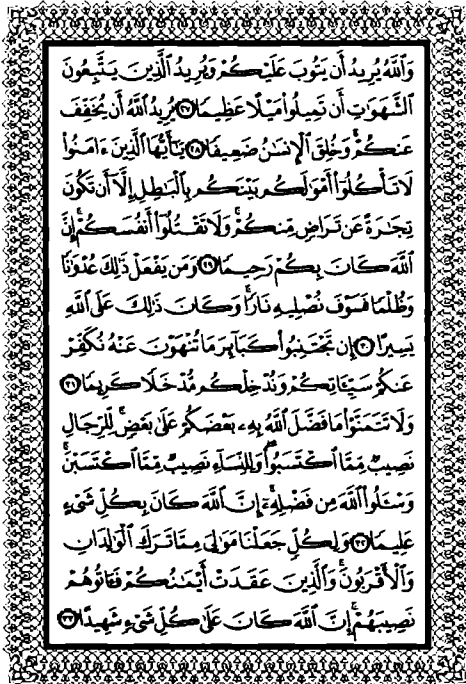 وَٱللَّهُ يُرِيدُ أَن يَتُوبَ عَلَيْكُمْ وَيُرِيدُ ٱلَّذِينَ يَتَّبِعُونَ
ٱلشَّهَوَٰتِ أَن تَمِيلُوا۟ مَيْلًا عَظِيمًا ٢٧ يُرِيدُ ٱللَّهُ أَن يُخَفِّفَ
عَنكُمْ ۚ وَخُلِقَ ٱلْإِنسَٰنُ ضَعِيفًا ٢٨ يَٰٓأَيُّهَا ٱلَّذِينَ ءَامَنُوا۟
لَا تَأْكُلُوٓا۟ أَمْوَٰلَكُم بَيْنَكُم بِٱلْبَٰطِلِ إِلَّآ أَن تَكُونَ
تِجَٰرَةً عَن تَرَاضٍ مِّنكُمْ ۚ وَلَا تَقْتُلُوٓا۟ أَنفُسَكُمْ ۚ إِنَّ
ٱللَّهَ كَانَ بِكُمْ رَحِيمًا ٢٩ وَمَن يَفْعَلْ ذَٰلِكَ عُدْوَٰنًا
وَظُلْمًا فَسَوْفَ نُصْلِيهِ نَارًا ۚ وَكَانَ ذَٰلِكَ عَلَى ٱللَّهِ
يَسِيرًا ٣٠ إِن تَجْتَنِبُوا۟ كَبَآئِرَ مَا تُنْهَوْنَ عَنْهُ نُكَفِّرْ
عَنكُمْ سَيِّـَٔاتِكُمْ وَنُدْخِلْكُم مُّدْخَلًا كَرِيمًا ٣١
وَلَا تَتَمَنَّوْا۟ مَا فَضَّلَ ٱللَّهُ بِهِۦ بَعْضَكُمْ عَلَىٰ بَعْضٍ ۚ لِّلرِّجَالِ
نَصِيبٌ مِّمَّا ٱكْتَسَبُوا۟ ۖ وَلِلنِّسَآءِ نَصِيبٌ مِّمَّا ٱكْتَسَبْنَ ۚ
وَسْـَٔلُوا۟ ٱللَّهَ مِن فَضْلِهِۦٓ ۗ إِنَّ ٱللَّهَ كَانَ بِكُلِّ شَىْءٍ
عَلِيمًا ٣٢ وَلِكُلٍّ جَعَلْنَا مَوَٰلِىَ مِمَّا تَرَكَ ٱلْوَٰلِدَانِ
وَٱلْأَقْرَبُونَ ۚ وَٱلَّذِينَ عَقَدَتْ أَيْمَٰنُكُمْ فَـَٔاتُوهُمْ
نَصِيبَهُمْ ۚ إِنَّ ٱللَّهَ كَانَ عَلَىٰ كُلِّ شَىْءٍ شَهِيدًا ٣٣